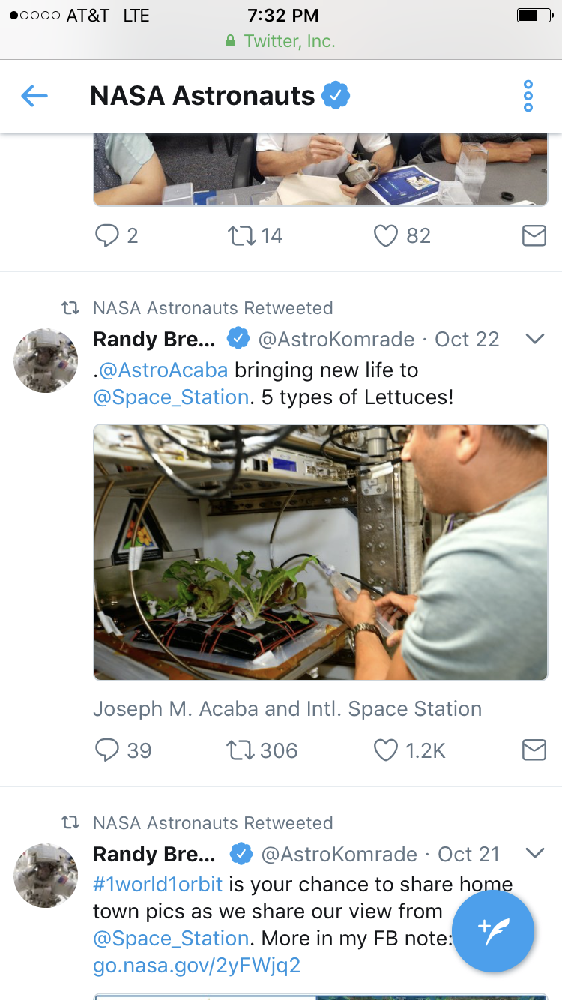 AT&T LTE 7:32 PM
Twitter, Inc.
NASA Astronauts
2 14 82
NASA Astronauts Retweeted
Randy Bre... @AstroKomrade · Oct 22
.@AstroAcaba bringing new life to
@Space_Station. 5 types of Lettuces!
Joseph M. Acaba and Intl. Space Station
39 306 1.2K
NASA Astronauts Retweeted
Randy Bre... @AstroKomrade · Oct 21
#1world1orbit is your chance to share home
town pics as we share our view from
@Space_Station. More in my FB note:
go.nasa.gov/2yFWjq2